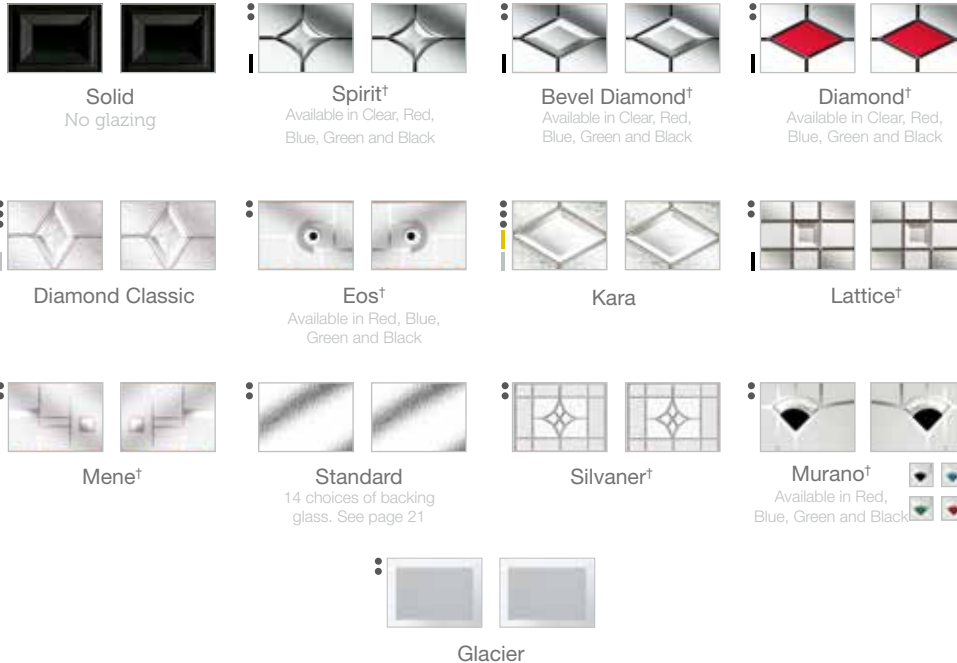 Solid
No glazing
Spirit†
Available in Clear, Red,
Blue, Green and Black
Bevel Diamond†
Available in Clear, Red,
Blue, Green and Black
Diamond†
Available in Clear, Red,
Blue, Green and Black
Diamond Classic
Eos†
Available in Red, Blue,
Green and Black
Kara
Lattice†
Mene†
Standard
14 choices of backing
glass. See page 21
Silvaner†
Murano†
Available in Red,
Blue, Green and Black
Glacier